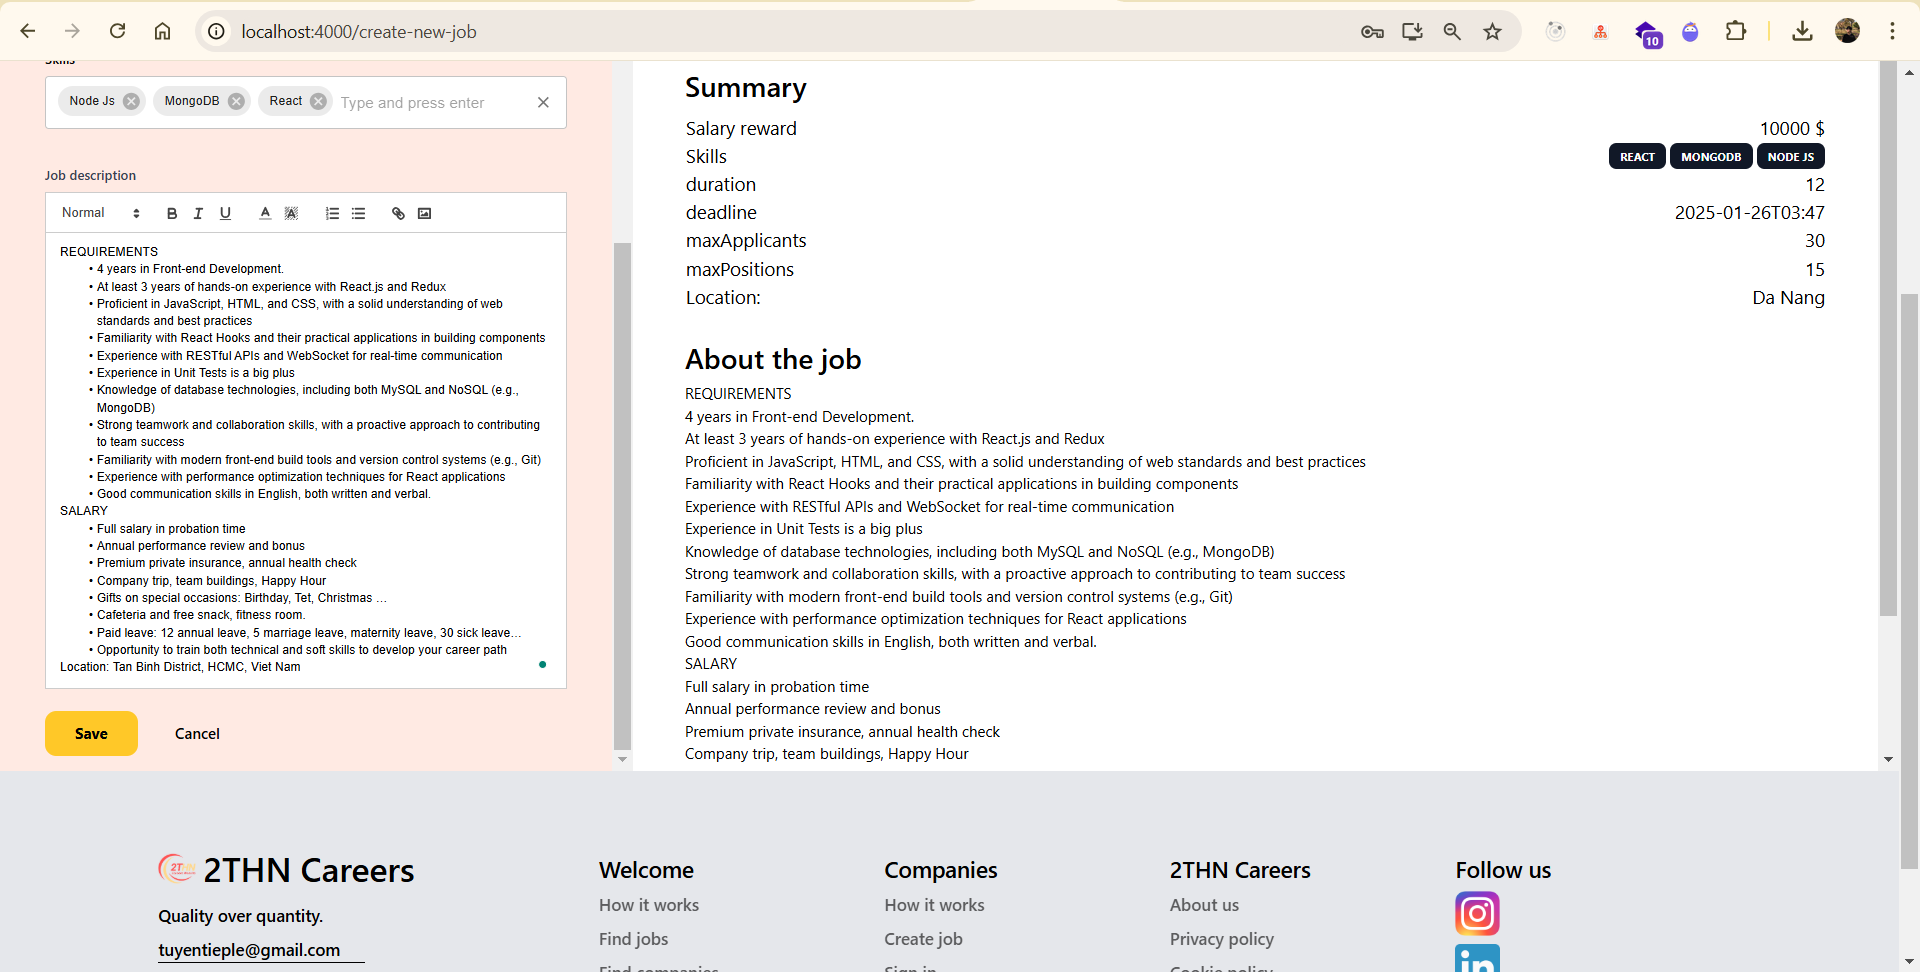 localhost:4000/create-new-job
10
Skills
Node Js
MongoDB
React
Type and press enter
Job description
Normal
B I U A A
REQUIREMENTS
• 4 years in Front-end Development.
• At least 3 years of hands-on experience with React.js and Redux
• Proficient in JavaScript, HTML, and CSS, with a solid understanding of web
standards and best practices
• Familiarity with React Hooks and their practical applications in building components
• Experience with RESTful APIs and WebSocket for real-time communication
• Experience in Unit Tests is a big plus
• Knowledge of database technologies, including both MySQL and NoSQL (e.g.,
MongoDB)
• Strong teamwork and collaboration skills, with a proactive approach to contributing
to team success
• Familiarity with modern front-end build tools and version control systems (e.g., Git)
• Experience with performance optimization techniques for React applications
• Good communication skills in English, both written and verbal.
SALARY
• Full salary in probation time
• Annual performance review and bonus
• Premium private insurance, annual health check
• Company trip, team buildings, Happy Hour
• Gifts on special occasions: Birthday, Tet, Christmas …
• Cafeteria and free snack, fitness room.
• Paid leave: 12 annual leave, 5 marriage leave, maternity leave, 30 sick leave…
• Opportunity to train both technical and soft skills to develop your career path
Location: Tan Binh District, HCMC, Viet Nam
Save
Cancel
Summary
Salary reward 10000 $
Skills REACT MONGODB NODE JS
duration 12
deadline 2025-01-26T03:47
maxApplicants 30
maxPositions 15
Location: Da Nang
About the job
REQUIREMENTS
4 years in Front-end Development.
At least 3 years of hands-on experience with React.js and Redux
Proficient in JavaScript, HTML, and CSS, with a solid understanding of web standards and best practices
Familiarity with React Hooks and their practical applications in building components
Experience with RESTful APIs and WebSocket for real-time communication
Experience in Unit Tests is a big plus
Knowledge of database technologies, including both MySQL and NoSQL (e.g., MongoDB)
Strong teamwork and collaboration skills, with a proactive approach to contributing to team success
Familiarity with modern front-end build tools and version control systems (e.g., Git)
Experience with performance optimization techniques for React applications
Good communication skills in English, both written and verbal.
SALARY
Full salary in probation time
Annual performance review and bonus
Premium private insurance, annual health check
Company trip, team buildings, Happy Hour
2THN Careers
Quality over quantity.
tuyentieple@gmail.com
Welcome
How it works
Find jobs
Find companies
Companies
How it works
Create job
Sign in
2THN Careers
About us
Privacy policy
Cookie policy
Follow us
in